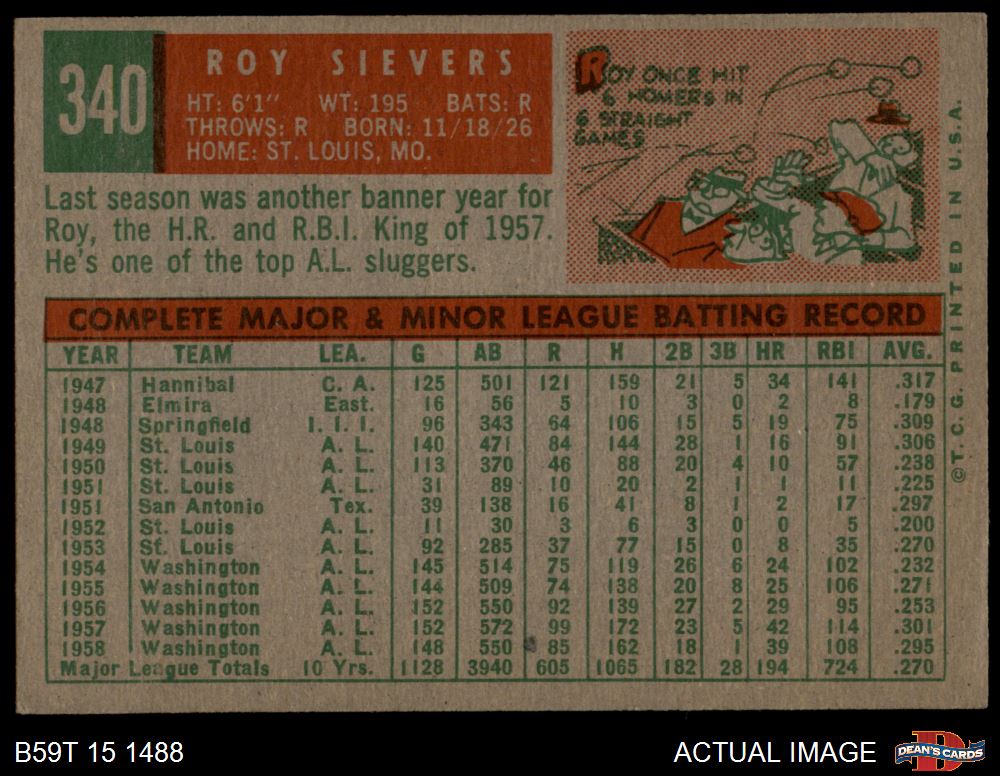 340
ROY SIEVERS
HT: 6'1" WT: 195 BATS: R
THROWS: R BORN: 11/18/26
HOME: ST. LOUIS, MO.
ROY ONCE HIT
6 HOMERS IN
6 STRAIGHT
GAMES
Last season was another banner year for
Roy, the H.R. and R.B.I. King of 1957.
He's one of the top A.L. sluggers.
COMPLETE MAJOR & MINOR LEAGUE BATTING RECORD
YEAR TEAM LEA. G AB R H 2B 3B HR RBI AVG.
1947 Hannibal C. A. 125 501 121 159 21 5 34 141 .317
1948 Elmira East. 16 56 5 10 3 0 2 8 .179
1948 Springfield I. I. I. 96 343 64 106 15 5 19 75 .309
1949 St. Louis A. L. 140 471 84 144 28 1 16 91 .306
1950 St. Louis A. L. 113 370 46 88 20 4 10 57 .238
1951 St. Louis A. L. 31 89 10 20 2 1 1 11 .225
1951 San Antonio Tex. 39 138 16 41 8 1 2 17 .297
1952 St. Louis A. L. 11 30 3 6 3 0 0 5 .200
1953 St. Louis A. L. 92 285 37 77 15 0 8 35 .270
1954 Washington A. L. 145 514 75 119 26 6 24 102 .232
1955 Washington A. L. 144 509 74 138 20 8 25 106 .271
1956 Washington A. L. 152 550 92 139 27 2 29 95 .253
1957 Washington A. L. 152 572 99 172 23 5 42 114 .301
1958 Washington A. L. 148 550 85 162 18 1 39 108 .295
Major League Totals 10 Yrs. 1128 3940 605 1065 182 28 194 724 .270
©T. C. G. PRINTED IN U.S.A.
B59T 15 1488
ACTUAL IMAGE
DEAN'S CARDS